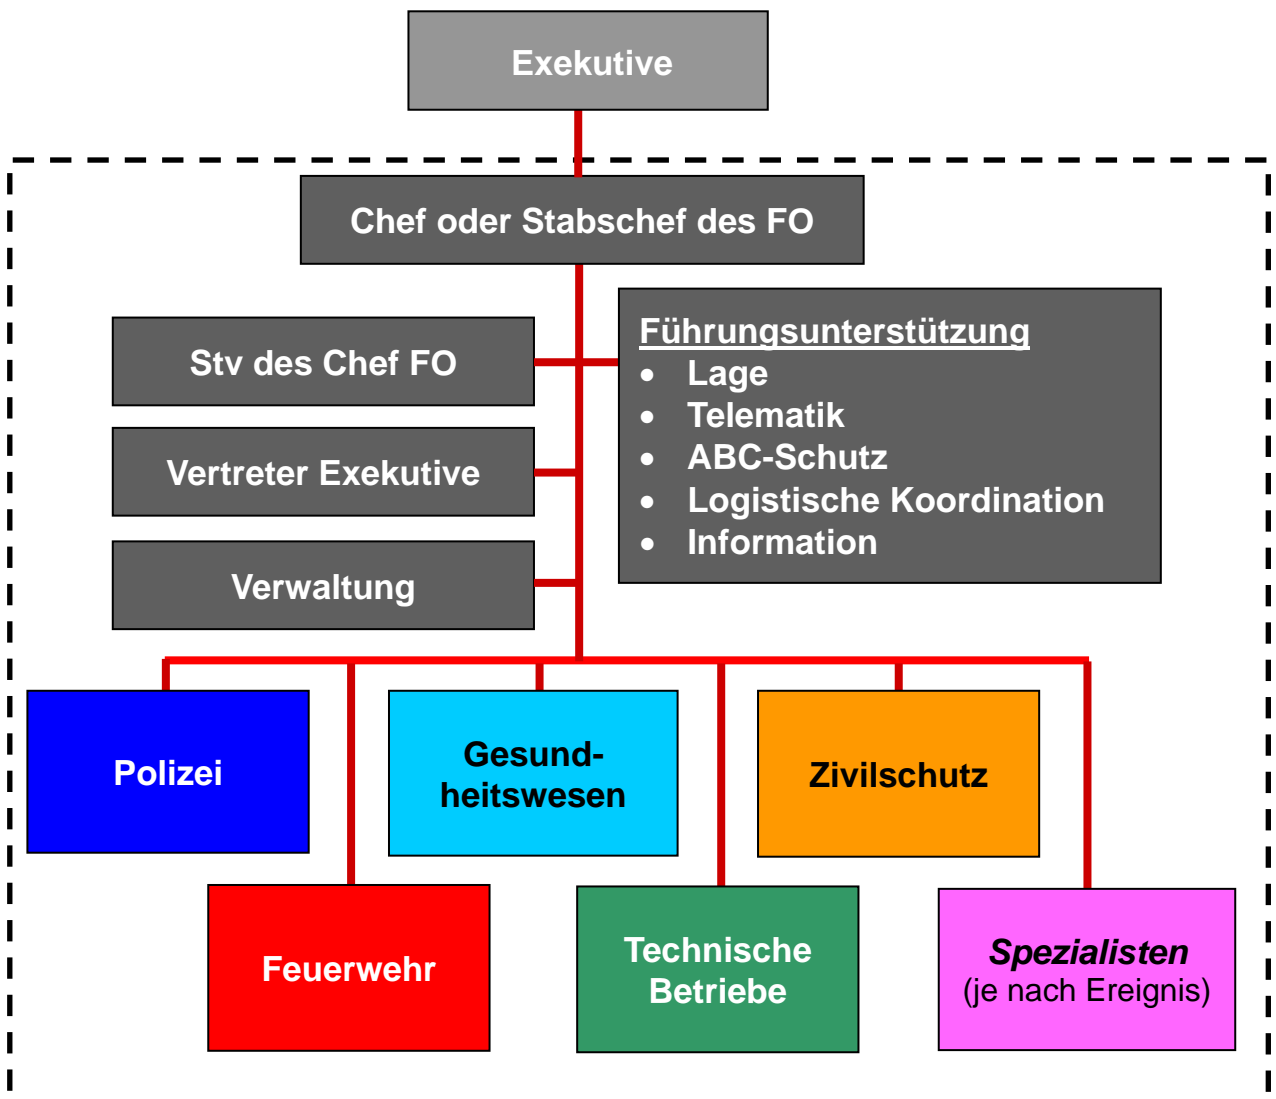 Exekutive
Chef oder Stabschef des FO
Stv des Chef FO
Vertreter Exekutive
Verwaltung
Führungsunterstützung
• Lage
• Telematik
• ABC-Schutz
• Logistische Koordination
• Information
Polizei
Gesund-
heitswesen
Zivilschutz
Feuerwehr
Technische
Betriebe
Spezialisten
(je nach Ereignis)